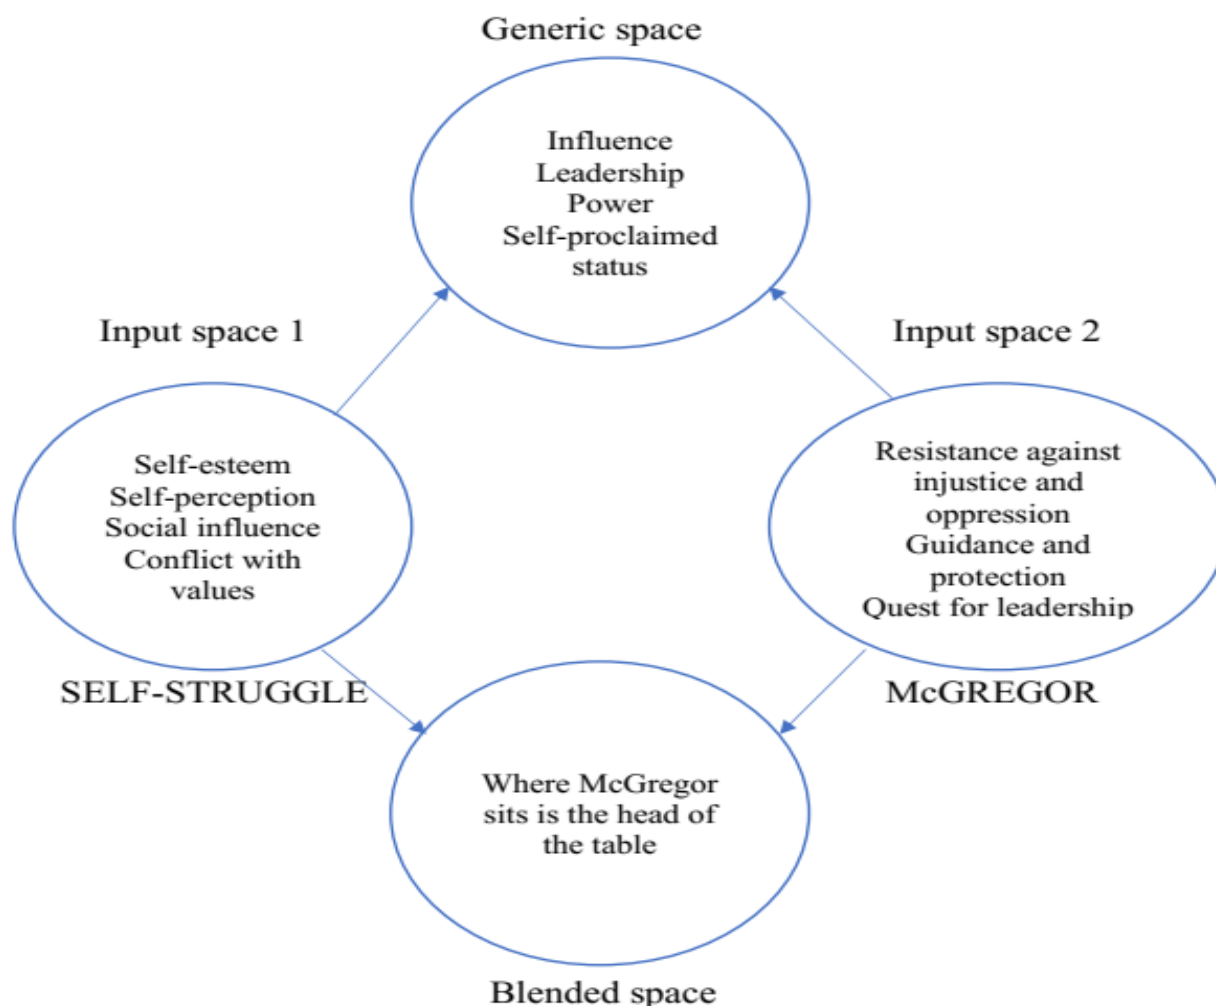 Generic space
Influence
Leadership
Power
Self-proclaimed
status
Input space 1
Input space 2
Self-esteem
Self-perception
Social influence
Conflict with
values
Resistance against
injustice and
oppression
Guidance and
protection
Quest for leadership
SELF-STRUGGLE
McGREGOR
Where McGregor
sits is the head of
the table
Blended space